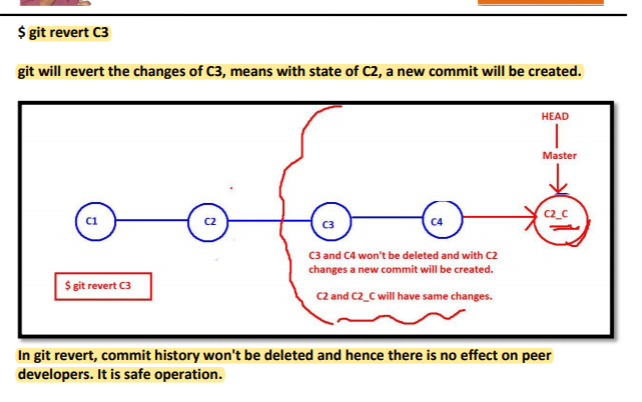 $ git revert C3
git will revert the changes of C3, means with state of C2, a new commit will be created.
HEAD
Master
C1
C2
C3
C4
C2_C
C3 and C4 won't be deleted and with C2
changes a new commit will be created.
$ git revert C3
C2 and C2_C will have same changes.
In git revert, commit history won't be deleted and hence there is no effect on peer
developers. It is safe operation.